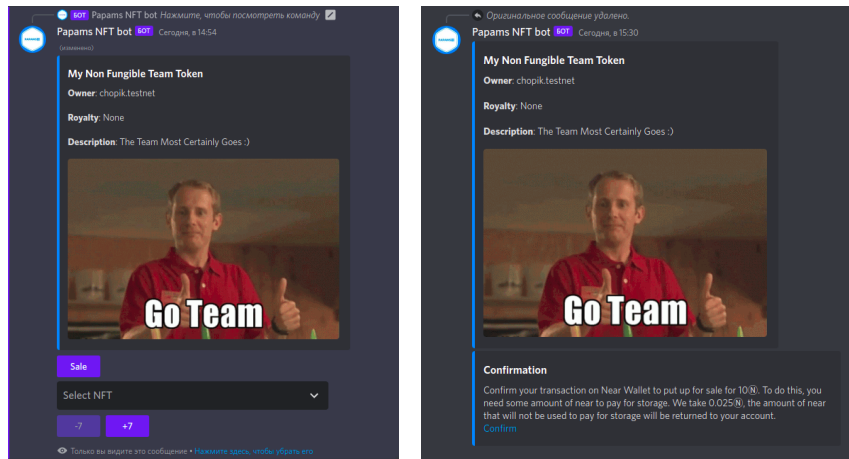 БОТ Papams NFT bot Нажмите, чтобы посмотреть команду
Papams NFT bot БОТ Сегодня, в 14:54
(изменено)
My Non Fungible Team Token
Owner: chopik.testnet
Royalty: None
Description: The Team Most Certainly Goes :)
Go Team
Sale
Select NFT
-7 +7
Только вы видите это сообщение • Нажмите здесь, чтобы убрать его
Оригинальное сообщение удалено.
Papams NFT bot БОТ Сегодня, в 15:30
My Non Fungible Team Token
Owner: chopik.testnet
Royalty: None
Description: The Team Most Certainly Goes :)
Go Team
Confirmation
Confirm your transaction on Near Wallet to put up for sale for 10Ⓝ. To do this, you
need some amount of near to pay for storage. We take 0.025Ⓝ, the amount of near
that will not be used to pay for storage will be returned to your account.
Confirm